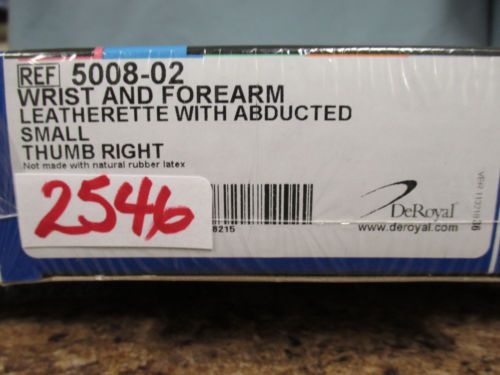 REF 5008-02
WRIST AND FOREARM
LEATHERETTE WITH ABDUCTED
SMALL
THUMB RIGHT
Not made with natural rubber latex
2546
8215
DeRoyal
www.deroyal.com